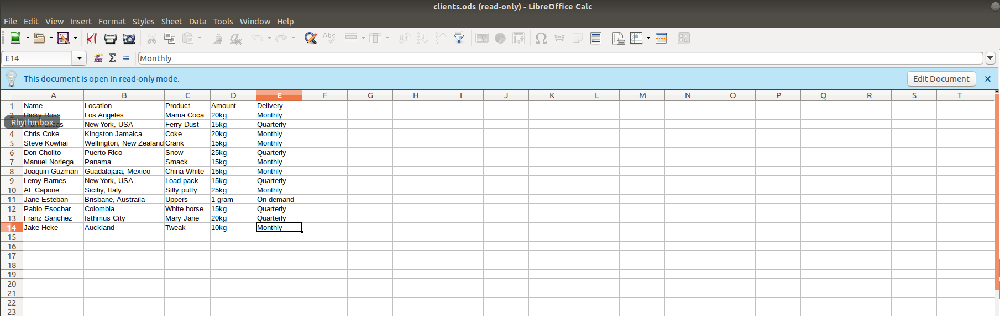 clients.ods (read-only) - LibreOffice Calc
File Edit View Insert Format Styles Sheet Data Tools Window Help
Abc
E14 fx Σ = Monthly
This document is open in read-only mode. Edit Document
A B C D E F G H I J K L M N O P Q R S T
1 Name Location Product Amount Delivery
2 Ricky Ross Los Angeles Mama Coca 20kg Monthly
Rhythmbox
Lucas New York, USA Ferry Dust 15kg Quarterly
4 Chris Coke Kingston Jamaica Coke 20kg Monthly
5 Steve Kowhai Wellington, New Zealand Crank 15kg Monthly
6 Don Cholito Puerto Rico Snow 25kg Quarterly
7 Manuel Noriega Panama Smack 15kg Monthly
8 Joaquin Guzman Guadalajara, Mexico China White 15kg Monthly
9 Leroy Barnes New York, USA Load pack 15kg Quarterly
10 AL Capone Siciliy, Italy Silly putty 25kg Monthly
11 Jane Esteban Brisbane, Austraila Uppers 1 gram On demand
12 Pablo Esocbar Colombia White horse 15kg Quarterly
13 Franz Sanchez Isthmus City Mary Jane 20kg Quarterly
14 Jake Heke Auckland Tweak 10kg Monthly
15
16
17
18
19
20
21
22
23